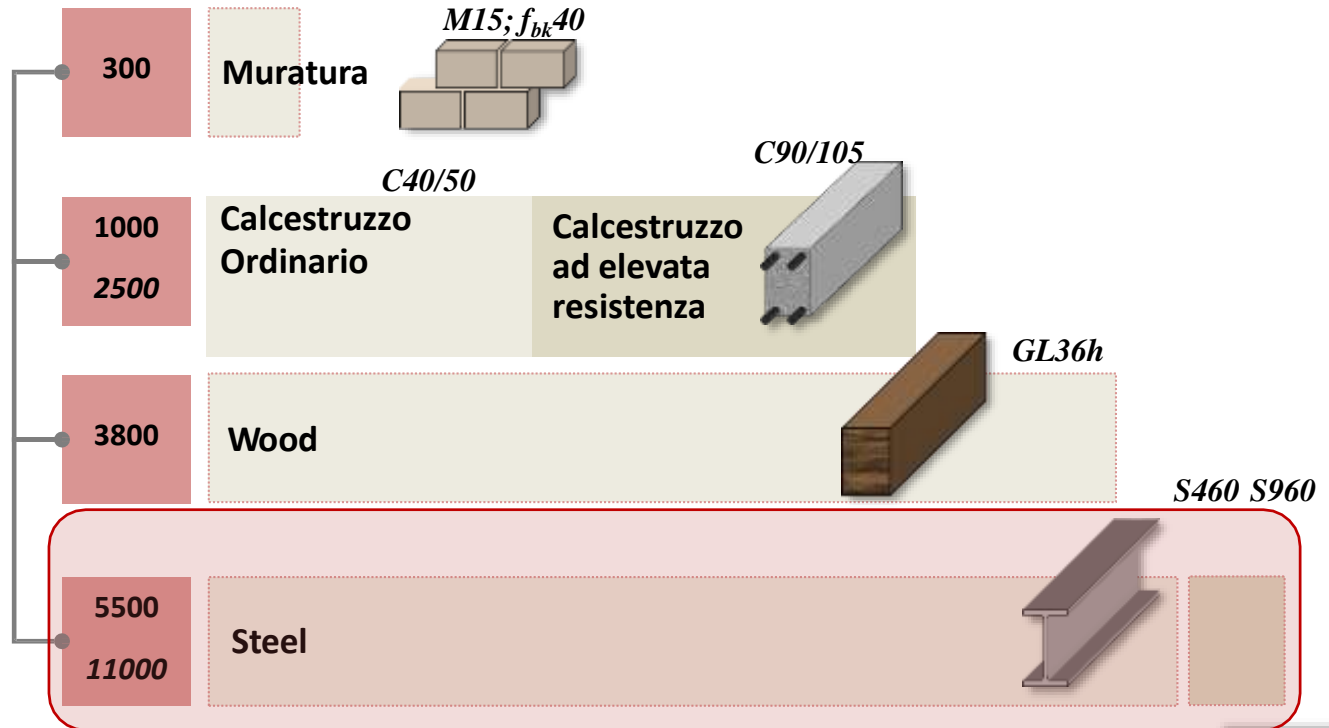 M15; fbk40
300
Muratura
C90/105
C40/50
1000
2500
Calcestruzzo
Ordinario
Calcestruzzo
ad elevata
resistenza
GL36h
3800
Wood
S460 S960
5500
11000
Steel